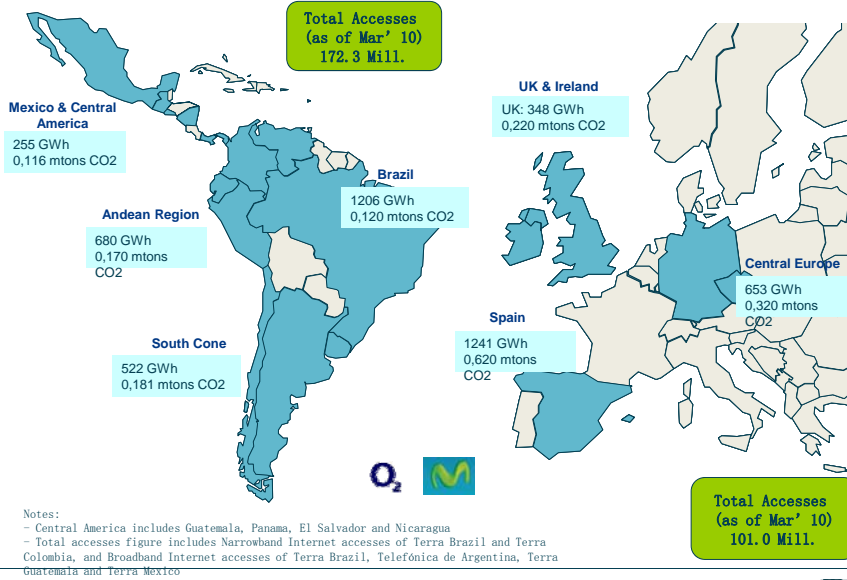 Total Accesses
(as of Mar’ 10)
172.3 Mill.
Mexico & Central
America
255 GWh
0,116 mtons CO2
UK & Ireland
UK: 348 GWh
0,220 mtons CO2
Brazil
1206 GWh
0,120 mtons CO2
Andean Region
680 GWh
0,170 mtons
CO2
Central Europe
653 GWh
0,320 mtons
CO2
Spain
1241 GWh
0,620 mtons
CO2
South Cone
522 GWh
0,181 mtons CO2
O2
Total Accesses
(as of Mar’ 10)
101.0 Mill.
Notes:
- Central America includes Guatemala, Panama, El Salvador and Nicaragua
- Total accesses figure includes Narrowband Internet accesses of Terra Brazil and Terra
Colombia, and Broadband Internet accesses of Terra Brazil, Telefónica de Argentina, Terra
Guatemala and Terra México